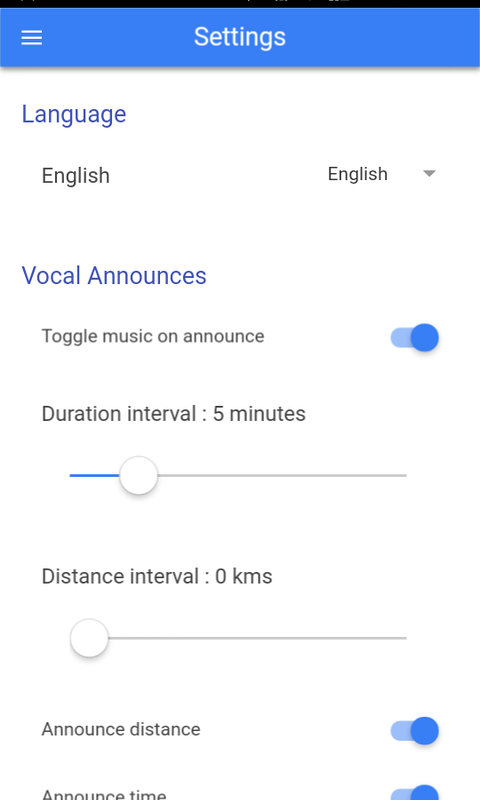 Settings
Language
English English
Vocal Announces
Toggle music on announce
Duration interval : 5 minutes
Distance interval : 0 kms
Announce distance
Announce time